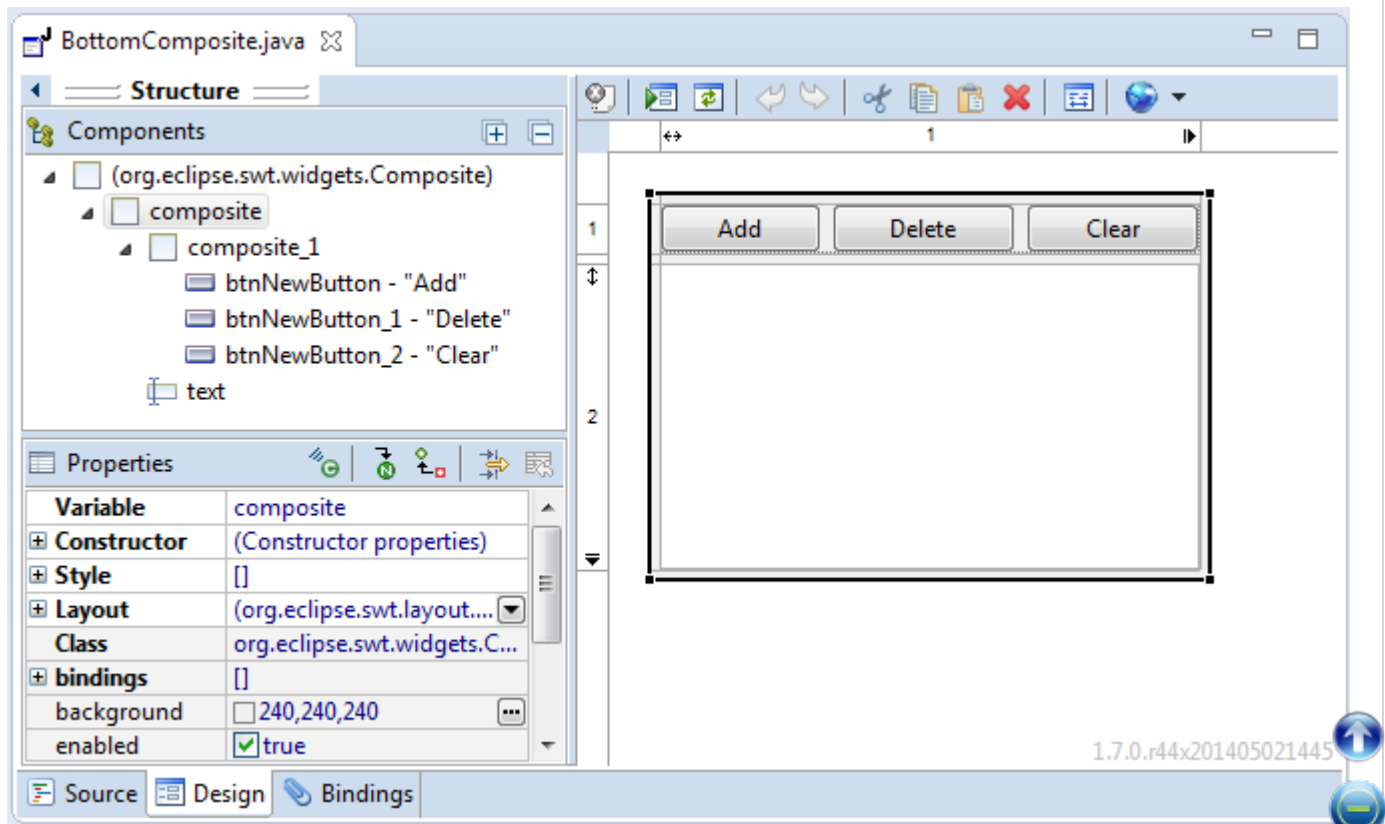 BottomComposite.java
Structure
Components
(org.eclipse.swt.widgets.Composite)
composite
composite_1
btnNewButton - "Add"
btnNewButton_1 - "Delete"
btnNewButton_2 - "Clear"
text
Properties
Variable composite
Constructor (Constructor properties)
Style []
Layout (org.eclipse.swt.layout....
Class org.eclipse.swt.widgets.C...
bindings []
background 240,240,240
enabled true
1
1
Add Delete Clear
2
1.7.0.r44x201405021445
Source Design Bindings